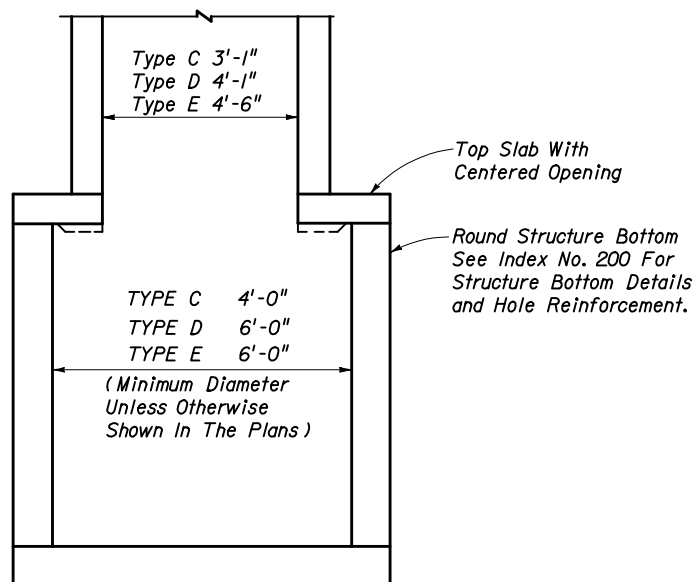 Type C 3'-1"
Type D 4'-1"
Type E 4'-6"
Top Slab With
Centered Opening
Round Structure Bottom
See Index No. 200 For
Structure Bottom Details
and Hole Reinforcement.
TYPE C 4'-0"
TYPE D 6'-0"
TYPE E 6'-0"
(Minimum Diameter
Unless Otherwise
Shown In The Plans)